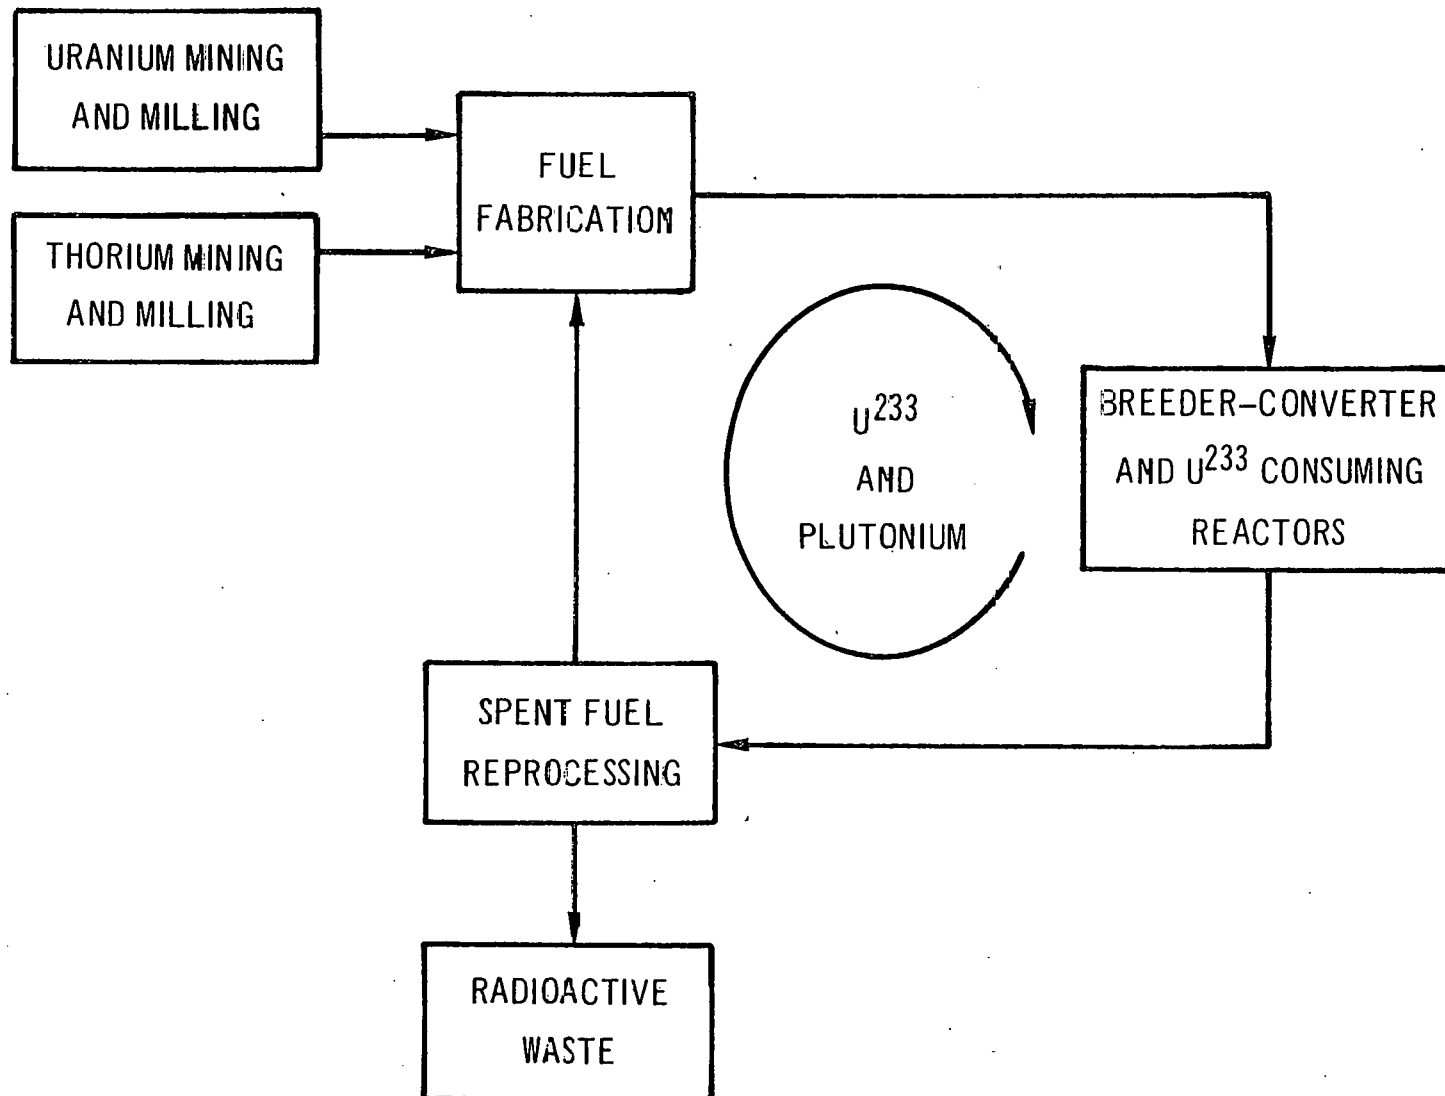 URANIUM MINING
AND MILLING
THORIUM MINING
AND MILLING
FUEL
FABRICATION
U²³³
AND
PLUTONIUM
BREEDER–CONVERTER
AND U²³³ CONSUMING
REACTORS
SPENT FUEL
REPROCESSING
RADIOACTIVE
WASTE